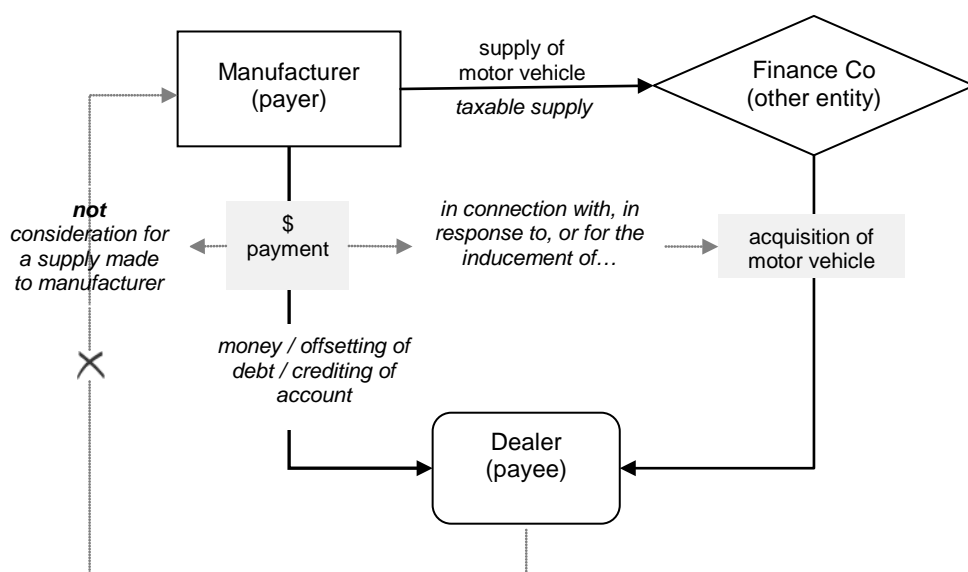 Manufacturer
(payer)
supply of
motor vehicle
taxable supply
Finance Co
(other entity)
not
consideration for
a supply made
to manufacturer
$
payment
in connection with, in
response to, or for the
inducement of…
acquisition of
motor vehicle
money / offsetting of
debt / crediting of
account
Dealer
(payee)